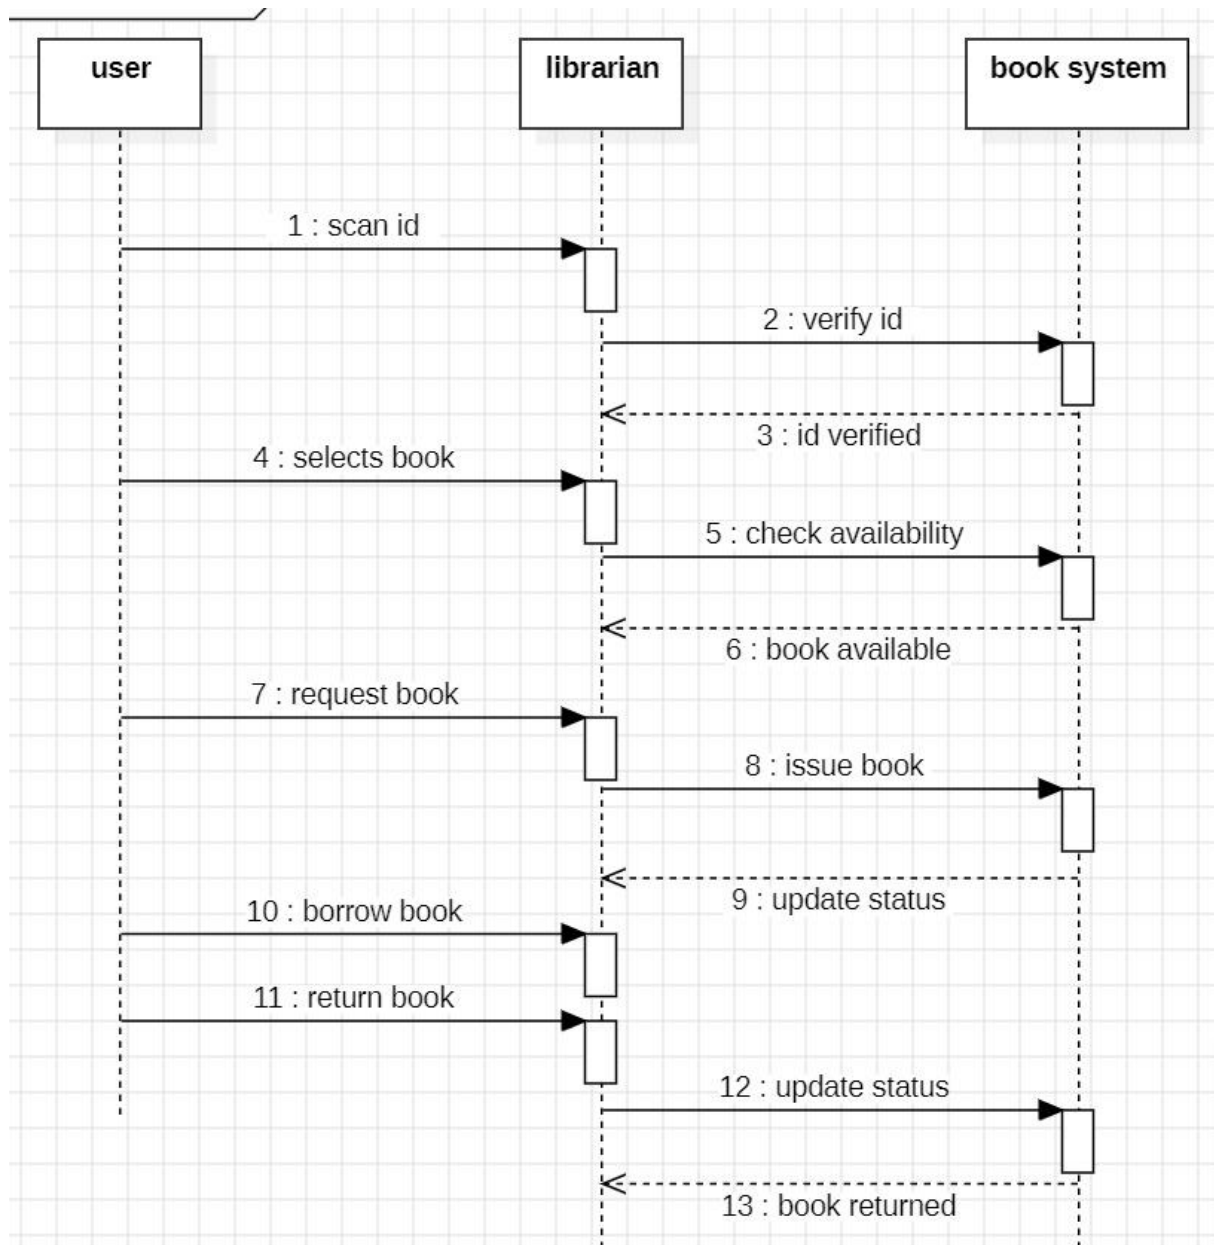 user
librarian
book system
1 : scan id
2 : verify id
3 : id verified
4 : selects book
5 : check availability
6 : book available
7 : request book
8 : issue book
9 : update status
10 : borrow book
11 : return book
12 : update status
13 : book returned